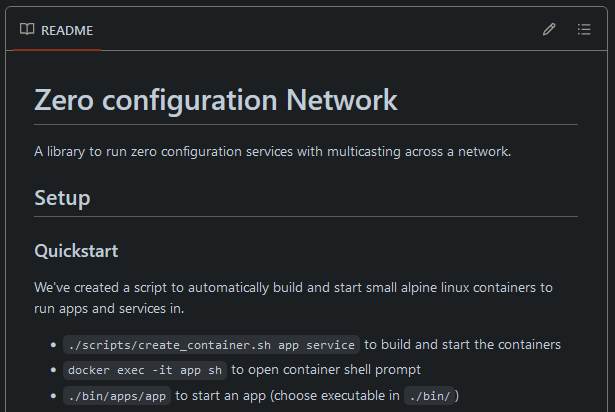 README
Zero configuration Network
A library to run zero configuration services with multicasting across a network.
Setup
Quickstart
We've created a script to automatically build and start small alpine linux containers to
run apps and services in.
• ./scripts/create_container.sh app service to build and start the containers
• docker exec -it app sh to open container shell prompt
• ./bin/apps/app to start an app (choose executable in ./bin/ )